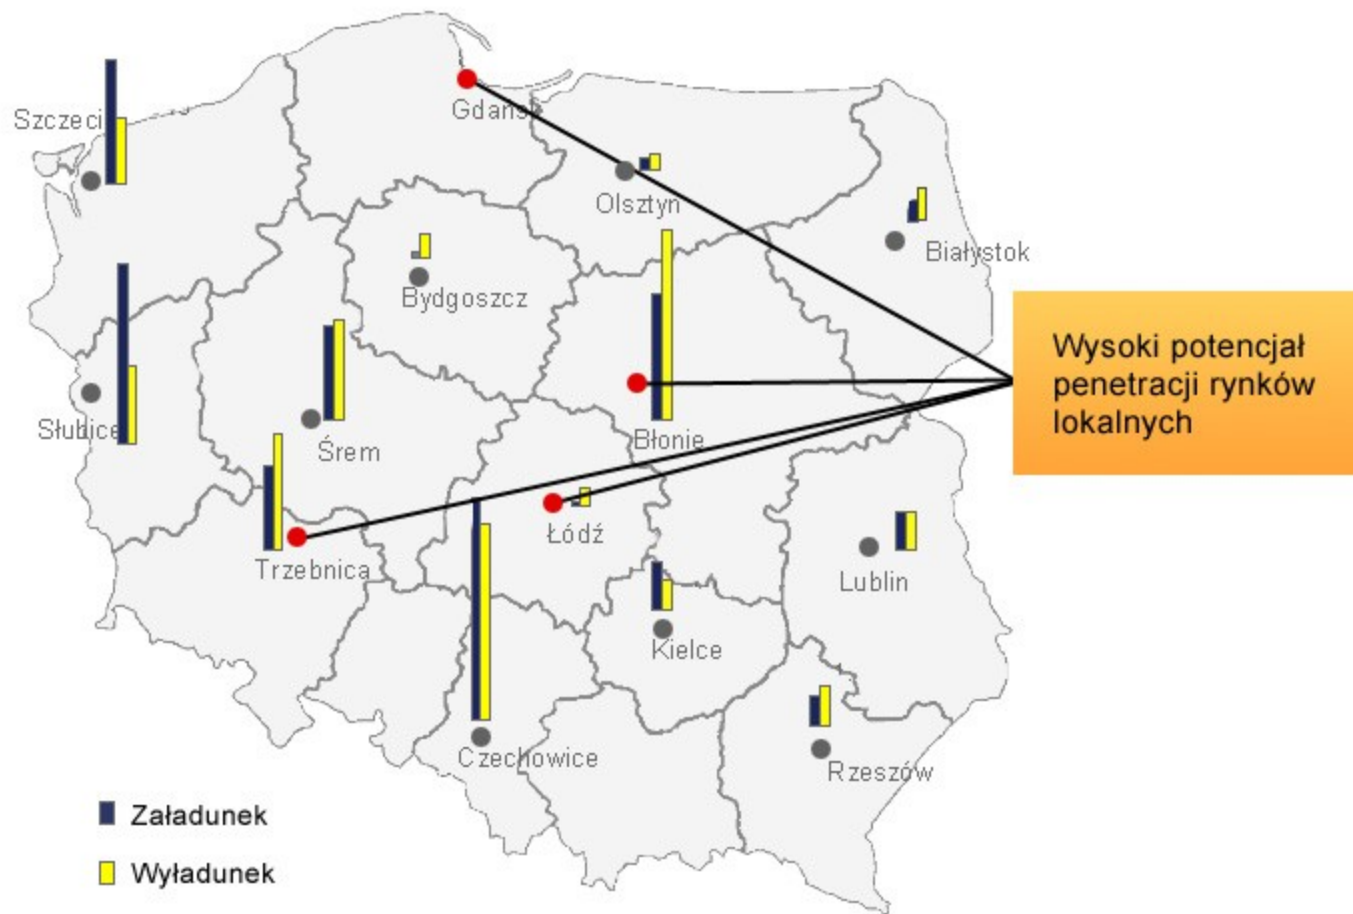 Szczeci
Gdańsk
Olsztyn
Białystok
Bydgoszcz
Wysoki potencjał
penetracji rynków
lokalnych
Słubice
Śrem
Błonie
Łódź
Trzebnica
Lublin
Kielce
Czechowice
Rzeszów
Załadunek
Wyładunek